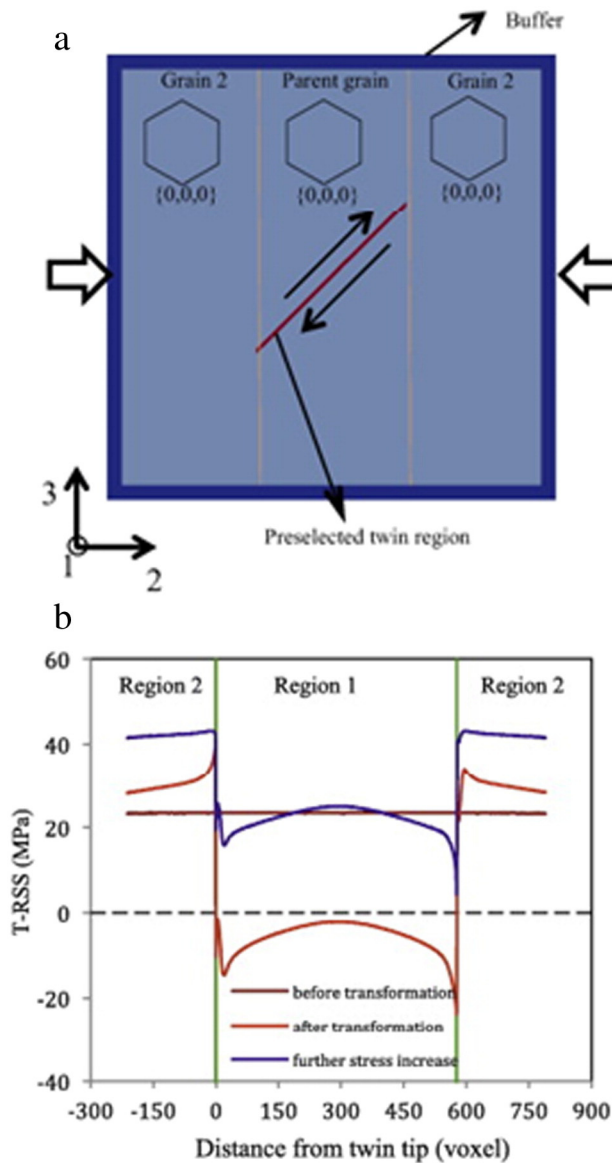 a
Buffer
Grain 2 Parent grain Grain 2
{0,0,0} {0,0,0} {0,0,0}
3
1 2
Preselected twin region
b
60
Region 2 Region 1 Region 2
40
20
0
-20
-40
T-RSS (MPa)
before transformation
after transformation
further stress increase
-300 -150 0 150 300 450 600 750 900
Distance from twin tip (voxel)